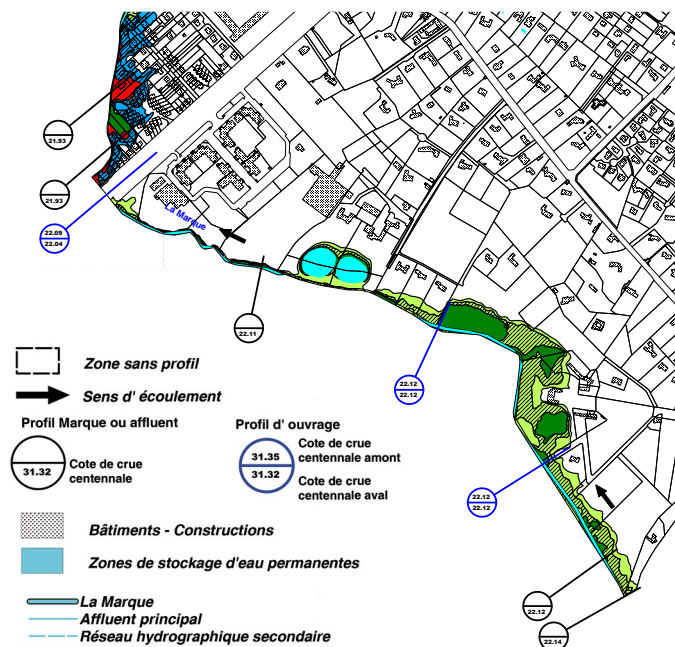 21.93
21.93
22.09
22.04
La Marque
22.11
22.12
22.12
22.12
22.12
22.12
22.14
Zone sans profil
Sens d' écoulement
Profil Marque ou affluent
31.32
Cote de crue
centennale
Profil d' ouvrage
31.35
31.32
Cote de crue
centennale amont
Cote de crue
centennale aval
Bâtiments - Constructions
Zones de stockage d'eau permanentes
La Marque
Affluent principal
Réseau hydrographique secondaire